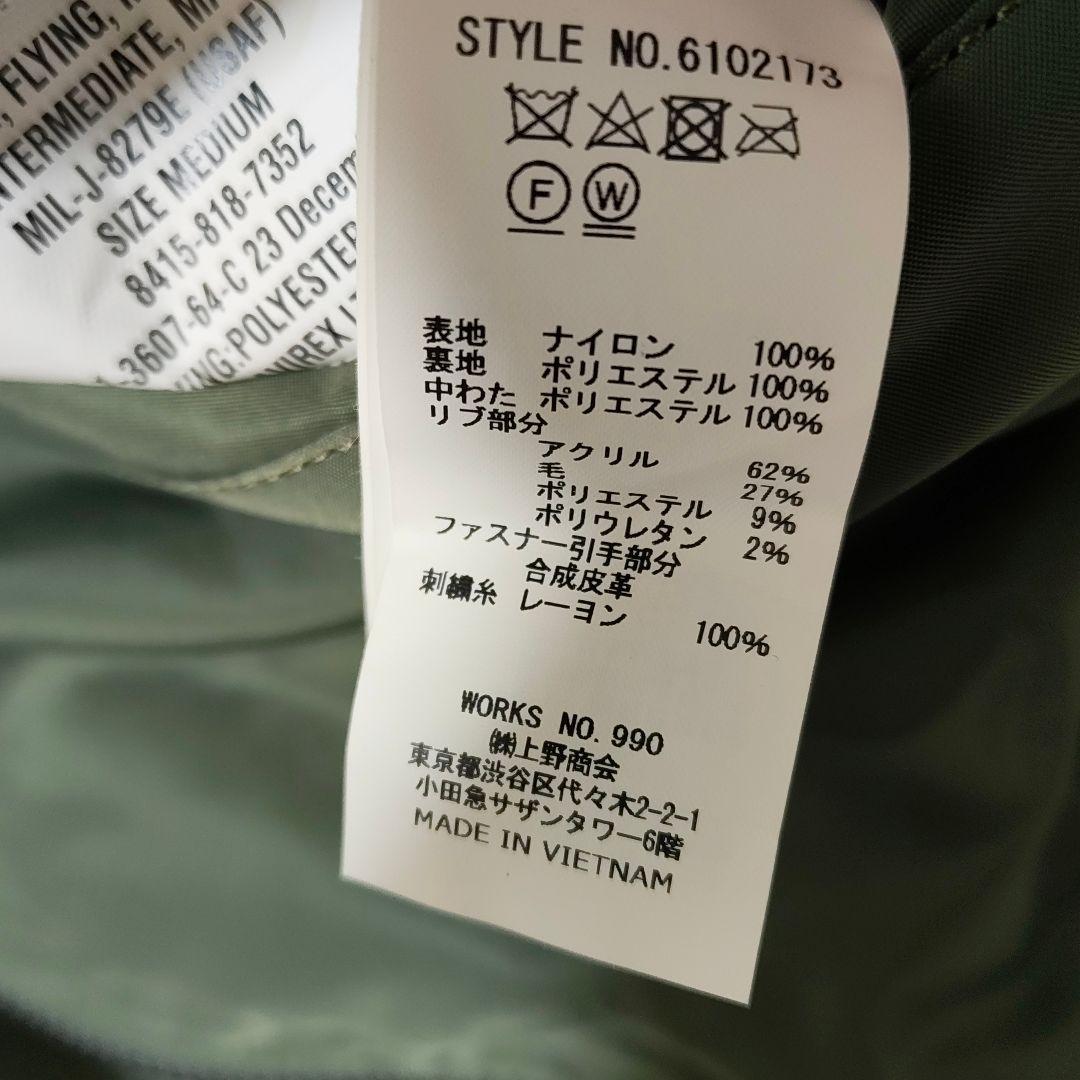 FLYING,
INTERMEDIATE,
MIL-J-8279E (USAF)
SIZE MEDIUM
8415-818-7352
3607-64-C 23
POLYESTER
STYLE NO.6102173
F W
表地 ナイロン 100%
裏地 ポリエステル 100%
中わた ポリエステル 100%
リブ部分
アクリル 62%
毛 27%
ポリエステル 9%
ポリウレタン 2%
ファスナー引手部分
合成皮革
刺繍糸 レーヨン 100%
WORKS NO.990
㈱上野商会
東京都渋谷区代々木2-2-1
小田急サザンタワー6階
MADE IN VIETNAM